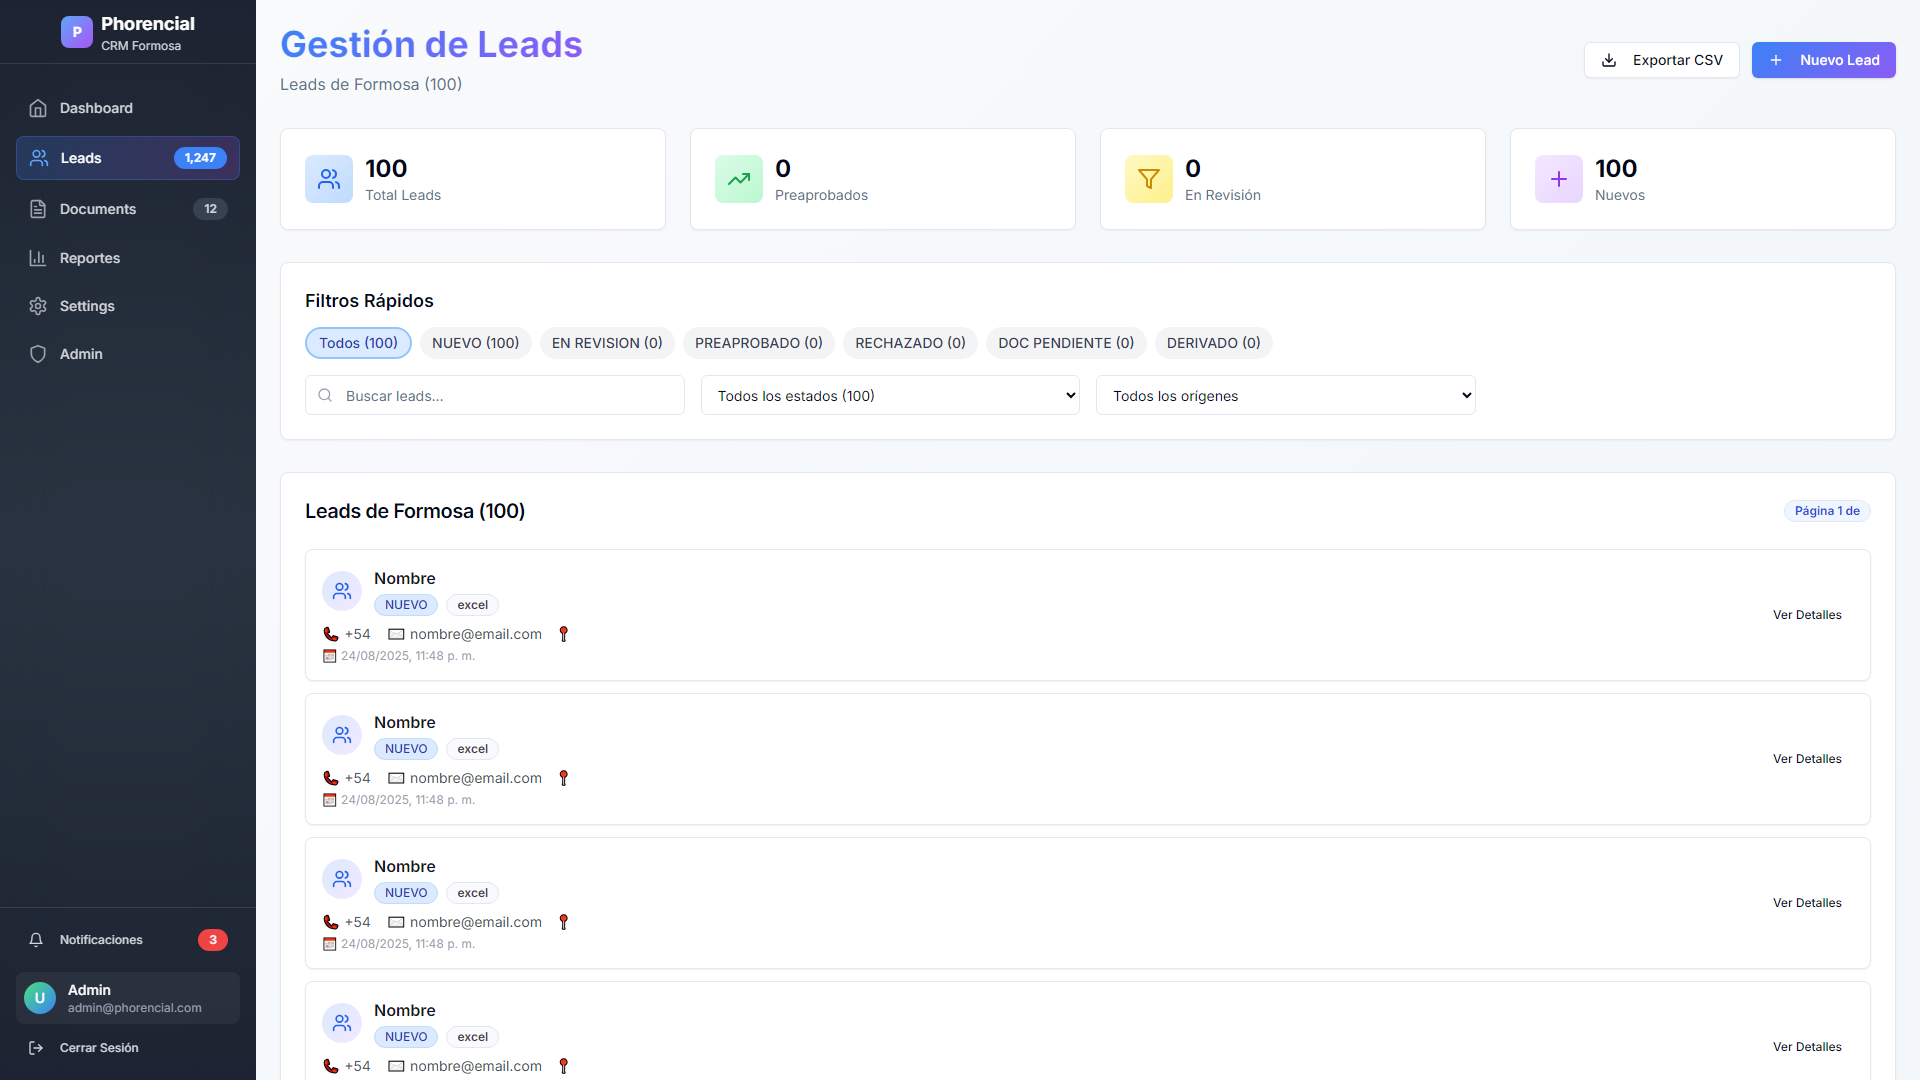 P
Phorencial
CRM Formosa
Dashboard
Leads 1,247
Documents 12
Reportes
Settings
Admin
Notificaciones 3
U
Admin
admin@phorencial.com
Cerrar Sesión
Gestión de Leads
Leads de Formosa (100)
Exportar CSV
Nuevo Lead
100
Total Leads
0
Preaprobados
0
En Revisión
100
Nuevos
Filtros Rápidos
Todos (100) NUEVO (100) EN REVISION (0) PREAPROBADO (0) RECHAZADO (0) DOC PENDIENTE (0) DERIVADO (0)
Buscar leads... Todos los estados (100) Todos los orígenes
Leads de Formosa (100)
Página 1 de
Nombre
NUEVO excel
+54 nombre@email.com
24/08/2025, 11:48 p. m.
Ver Detalles
Nombre
NUEVO excel
+54 nombre@email.com
24/08/2025, 11:48 p. m.
Ver Detalles
Nombre
NUEVO excel
+54 nombre@email.com
24/08/2025, 11:48 p. m.
Ver Detalles
Nombre
NUEVO excel
+54 nombre@email.com
Ver Detalles